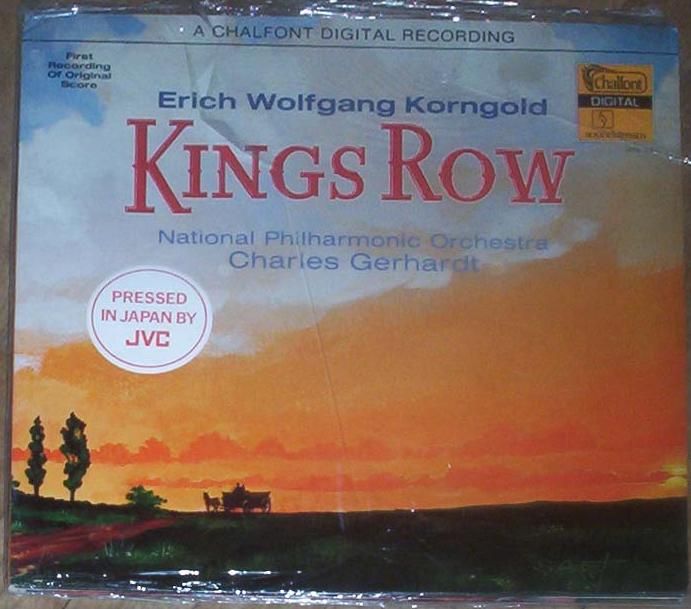 A CHALFONT DIGITAL RECORDING
First
Recording
Of Original
Score
Chalfont
DIGITAL
Erich Wolfgang Korngold
KINGS ROW
National Philharmonic Orchestra
Charles Gerhardt
PRESSED
IN JAPAN BY
JVC